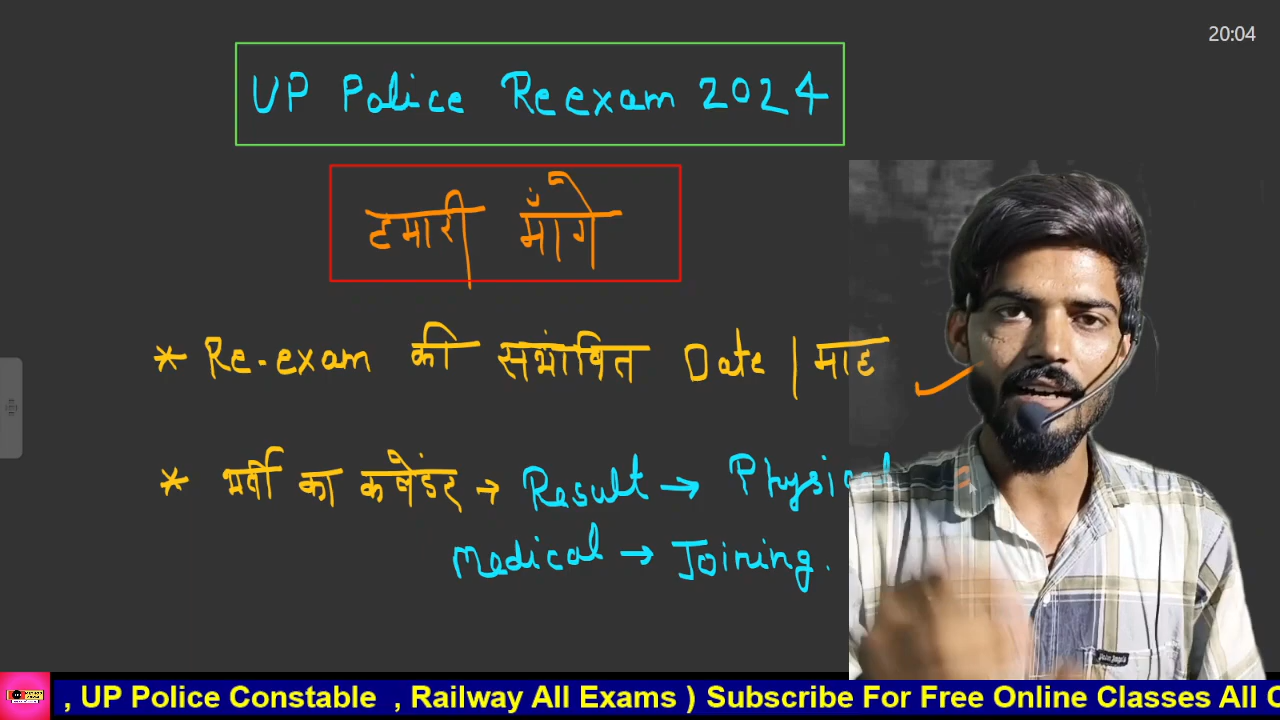 20:04
UP Police Reexam 2024
हमारी माँगे
* Re-exam की संभावित Date | माह
* भर्ती का कलेंडर → Result → Physical
Medical → Joining.
, UP Police Constable , Railway All Exams ) Subscribe For Free Online Classes All